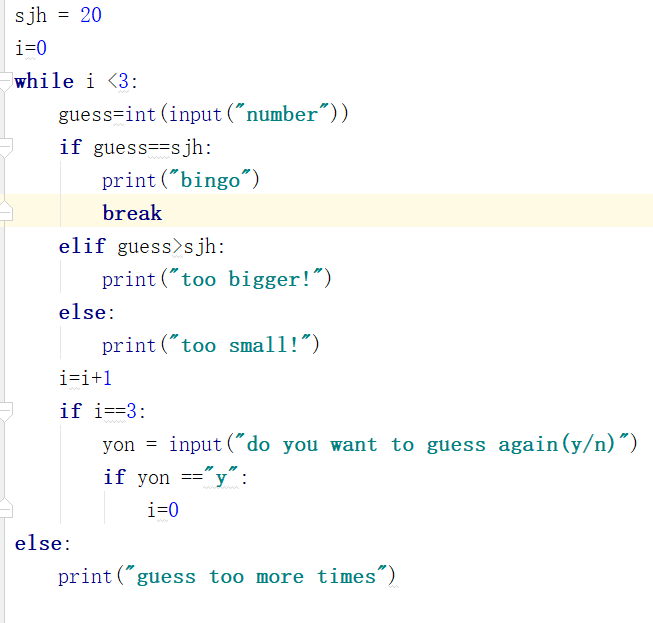 sjh = 20
i=0
while i <3:
    guess=int(input("number"))
    if guess==sjh:
        print("bingo")
        break
    elif guess>sjh:
        print("too bigger!")
    else:
        print("too small!")
    i=i+1
    if i==3:
        yon = input("do you want to guess again(y/n)")
        if yon =="y":
            i=0
else:
    print("guess too more times")